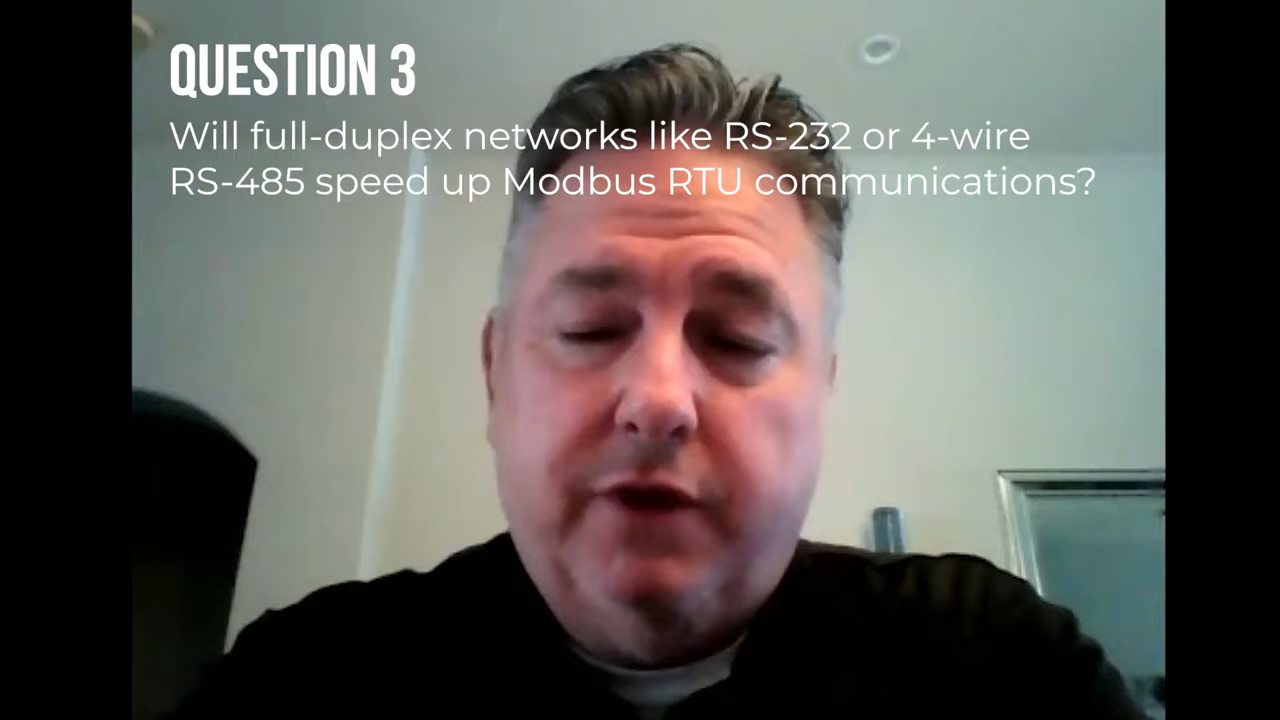 QUESTION 3
Will full-duplex networks like RS-232 or 4-wire
RS-485 speed up Modbus RTU communications?